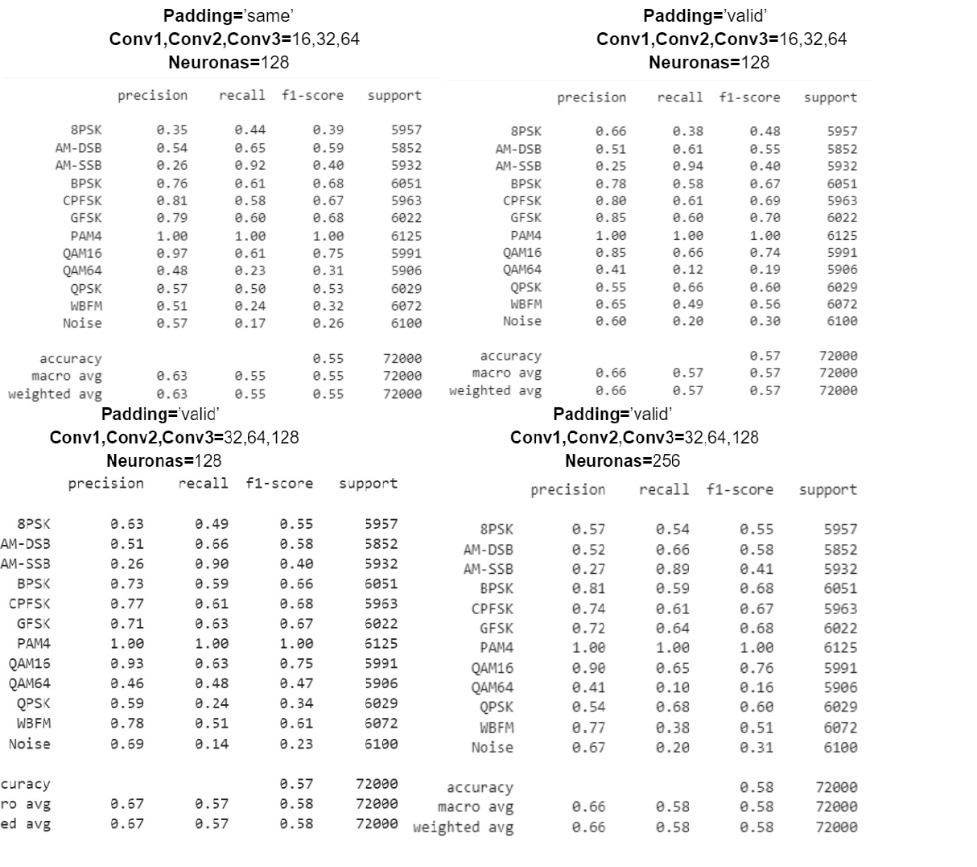 Padding='same'
Conv1,Conv2,Conv3=16,32,64
Neuronas=128
precision recall f1-score support
8PSK 0.35 0.44 0.39 5957
AM-DSB 0.54 0.65 0.59 5852
AM-SSB 0.26 0.92 0.40 5932
BPSK 0.76 0.61 0.68 6051
CPFSK 0.81 0.58 0.67 5963
GFSK 0.79 0.60 0.68 6022
PAM4 1.00 1.00 1.00 6125
QAM16 0.97 0.61 0.75 5991
QAM64 0.48 0.23 0.31 5906
QPSK 0.57 0.50 0.53 6029
WBFM 0.51 0.24 0.32 6072
Noise 0.57 0.17 0.26 6100
accuracy 0.55 72000
macro avg 0.63 0.55 0.55 72000
weighted avg 0.63 0.55 0.55 72000
Padding='valid'
Conv1,Conv2,Conv3=16,32,64
Neuronas=128
precision recall f1-score support
8PSK 0.66 0.38 0.48 5957
AM-DSB 0.51 0.61 0.55 5852
AM-SSB 0.25 0.94 0.40 5932
BPSK 0.78 0.58 0.67 6051
CPFSK 0.80 0.61 0.69 5963
GFSK 0.85 0.60 0.70 6022
PAM4 1.00 1.00 1.00 6125
QAM16 0.85 0.66 0.74 5991
QAM64 0.41 0.12 0.19 5906
QPSK 0.55 0.66 0.60 6029
WBFM 0.65 0.49 0.56 6072
Noise 0.60 0.20 0.30 6100
accuracy 0.57 72000
macro avg 0.66 0.57 0.57 72000
weighted avg 0.66 0.57 0.57 72000
Padding='valid'
Conv1,Conv2,Conv3=32,64,128
Neuronas=128
precision recall f1-score support
8PSK 0.63 0.49 0.55 5957
AM-DSB 0.51 0.66 0.58 5852
AM-SSB 0.26 0.90 0.40 5932
BPSK 0.73 0.59 0.66 6051
CPFSK 0.77 0.61 0.68 5963
GFSK 0.71 0.63 0.67 6022
PAM4 1.00 1.00 1.00 6125
QAM16 0.93 0.63 0.75 5991
QAM64 0.46 0.48 0.47 5906
QPSK 0.59 0.24 0.34 6029
WBFM 0.78 0.51 0.61 6072
Noise 0.69 0.14 0.23 6100
curacy 0.57 72000
ro avg 0.67 0.57 0.58 72000
ed avg 0.67 0.57 0.58 72000
Padding='valid'
Conv1,Conv2,Conv3=32,64,128
Neuronas=256
precision recall f1-score support
8PSK 0.57 0.54 0.55 5957
AM-DSB 0.52 0.66 0.58 5852
AM-SSB 0.27 0.89 0.41 5932
BPSK 0.81 0.59 0.68 6051
CPFSK 0.74 0.61 0.67 5963
GFSK 0.72 0.64 0.68 6022
PAM4 1.00 1.00 1.00 6125
QAM16 0.90 0.65 0.76 5991
QAM64 0.41 0.10 0.16 5906
QPSK 0.54 0.68 0.60 6029
WBFM 0.77 0.38 0.51 6072
Noise 0.67 0.20 0.31 6100
accuracy 0.58 72000
macro avg 0.66 0.58 0.58 72000
weighted avg 0.66 0.58 0.58 72000